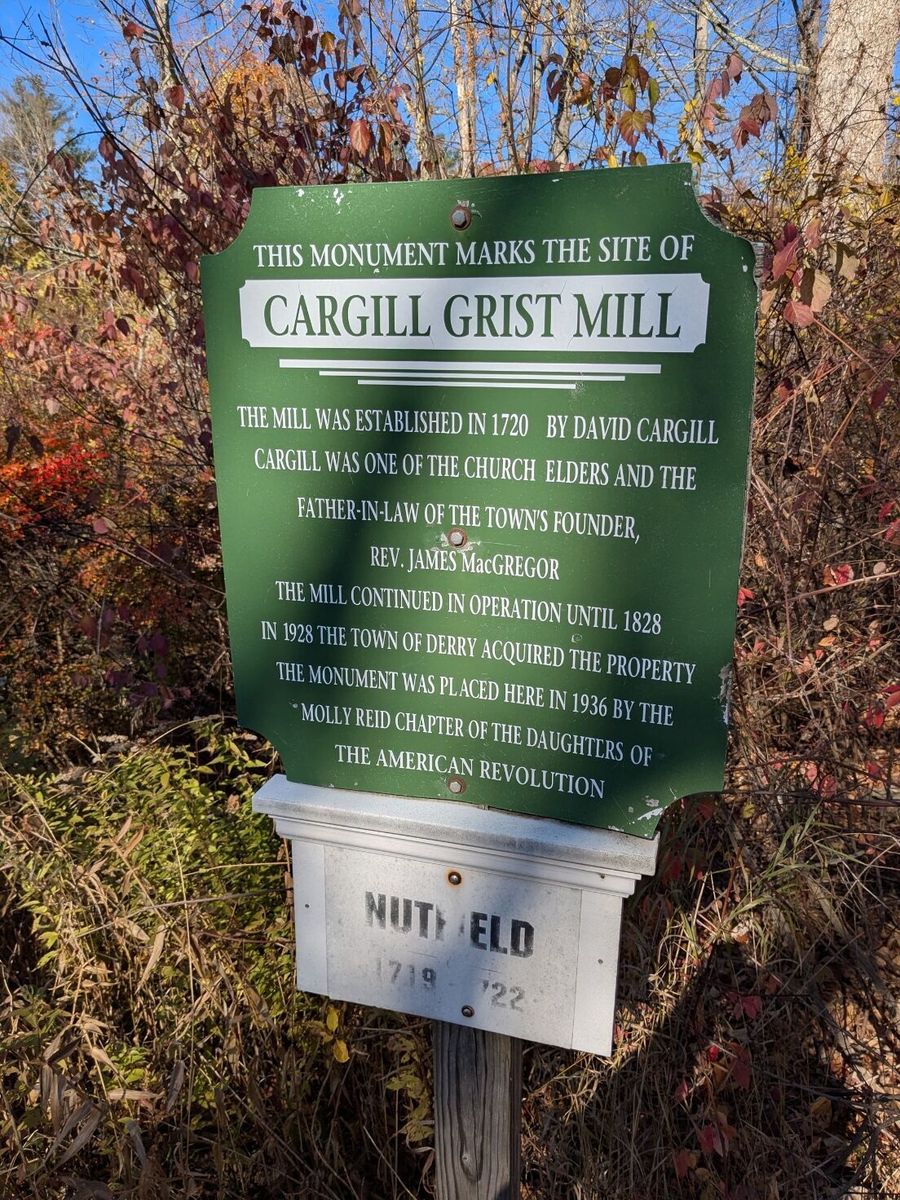 THIS MONUMENT MARKS THE SITE OF
CARGILL GRIST MILL
THE MILL WAS ESTABLISHED IN 1720 BY DAVID CARGILL
CARGILL WAS ONE OF THE CHURCH ELDERS AND THE
FATHER-IN-LAW OF THE TOWN'S FOUNDER,
REV. JAMES MacGREGOR
THE MILL CONTINUED IN OPERATION UNTIL 1828
IN 1928 THE TOWN OF DERRY ACQUIRED THE PROPERTY
THE MONUMENT WAS PLACED HERE IN 1936 BY THE
MOLLY REID CHAPTER OF THE DAUGHTERS OF
THE AMERICAN REVOLUTION
NUTFIELD
1719